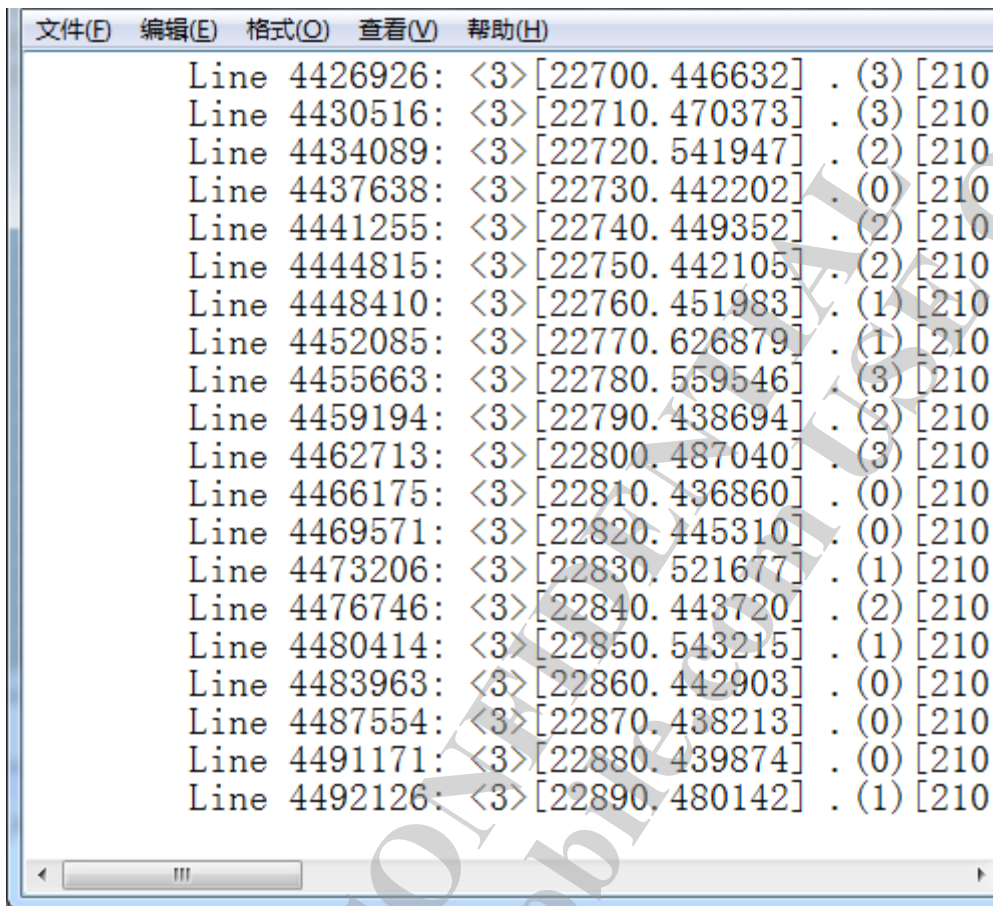 文件(F) 编辑(E) 格式(O) 查看(V) 帮助(H)
Line 4426926: <3>[22700.446632] .(3)[210
Line 4430516: <3>[22710.470373] .(3)[210
Line 4434089: <3>[22720.541947] .(2)[210
Line 4437638: <3>[22730.442202] .(0)[210
Line 4441255: <3>[22740.449352] .(2)[210
Line 4444815: <3>[22750.442105] .(2)[210
Line 4448410: <3>[22760.451983] .(1)[210
Line 4452085: <3>[22770.626879] .(1)[210
Line 4455663: <3>[22780.559546] .(3)[210
Line 4459194: <3>[22790.438694] .(2)[210
Line 4462713: <3>[22800.487040] .(3)[210
Line 4466175: <3>[22810.436860] .(0)[210
Line 4469571: <3>[22820.445310] .(0)[210
Line 4473206: <3>[22830.521677] .(1)[210
Line 4476746: <3>[22840.443720] .(2)[210
Line 4480414: <3>[22850.543215] .(1)[210
Line 4483963: <3>[22860.442903] .(0)[210
Line 4487554: <3>[22870.438213] .(0)[210
Line 4491171: <3>[22880.439874] .(0)[210
Line 4492126: <3>[22890.480142] .(1)[210
ONFIDENTIAL
obile.com USE O